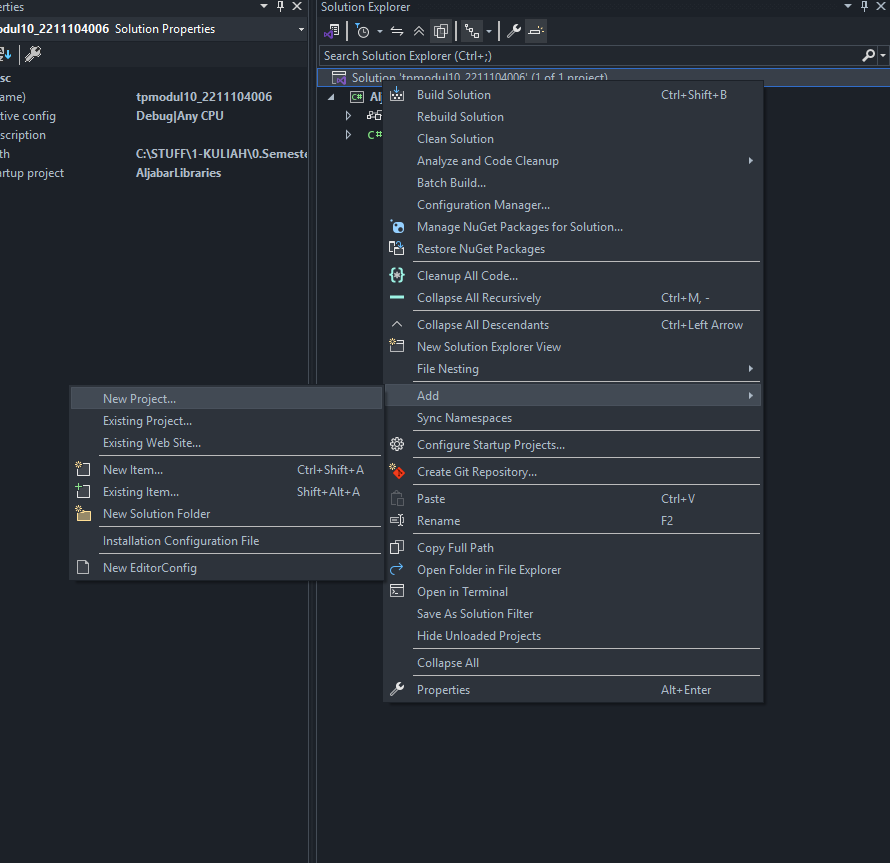 erties
Solution Explorer
odul10_2211104006 Solution Properties
Search Solution Explorer (Ctrl+;)
sc
ame) tpmodul10_2211104006
tive config Debug|Any CPU
scription
th C:\STUFF\1-KULIAH\0.Semeste
artup project AljabarLibraries
Solution 'tpmodul10_2211104006' (1 of 1 project)
C# Alj
C#
Build Solution Ctrl+Shift+B
Rebuild Solution
Clean Solution
Analyze and Code Cleanup
Batch Build...
Configuration Manager...
Manage NuGet Packages for Solution...
Restore NuGet Packages
Cleanup All Code...
Collapse All Recursively Ctrl+M, -
Collapse All Descendants Ctrl+Left Arrow
New Solution Explorer View
File Nesting
Add
Sync Namespaces
Configure Startup Projects...
Create Git Repository...
Paste Ctrl+V
Rename F2
Copy Full Path
Open Folder in File Explorer
Open in Terminal
Save As Solution Filter
Hide Unloaded Projects
Collapse All
Properties Alt+Enter
New Project...
Existing Project...
Existing Web Site...
New Item... Ctrl+Shift+A
Existing Item... Shift+Alt+A
New Solution Folder
Installation Configuration File
New EditorConfig